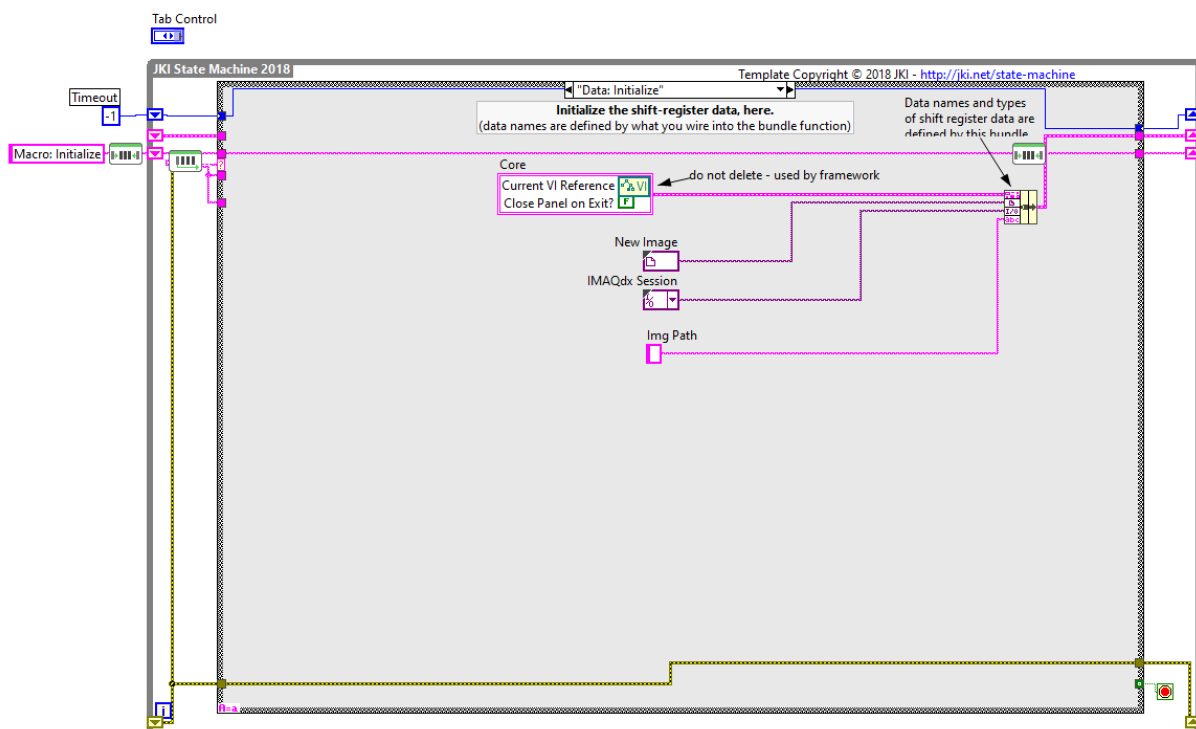 Tab Control
JKI State Machine 2018
Template Copyright © 2018 JKI - http://jki.net/state-machine
Timeout
-1
"Data: Initialize"
Initialize the shift-register data, here.
(data names are defined by what you wire into the bundle function)
Data names and types
of shift register data are
defined by this bundle
Macro: Initialize
Core
Current VI Reference
VI
Close Panel on Exit?
F
do not delete - used by framework
I/O
abc
New Image
IMAQdx Session
I/O
Img Path
i
A=a